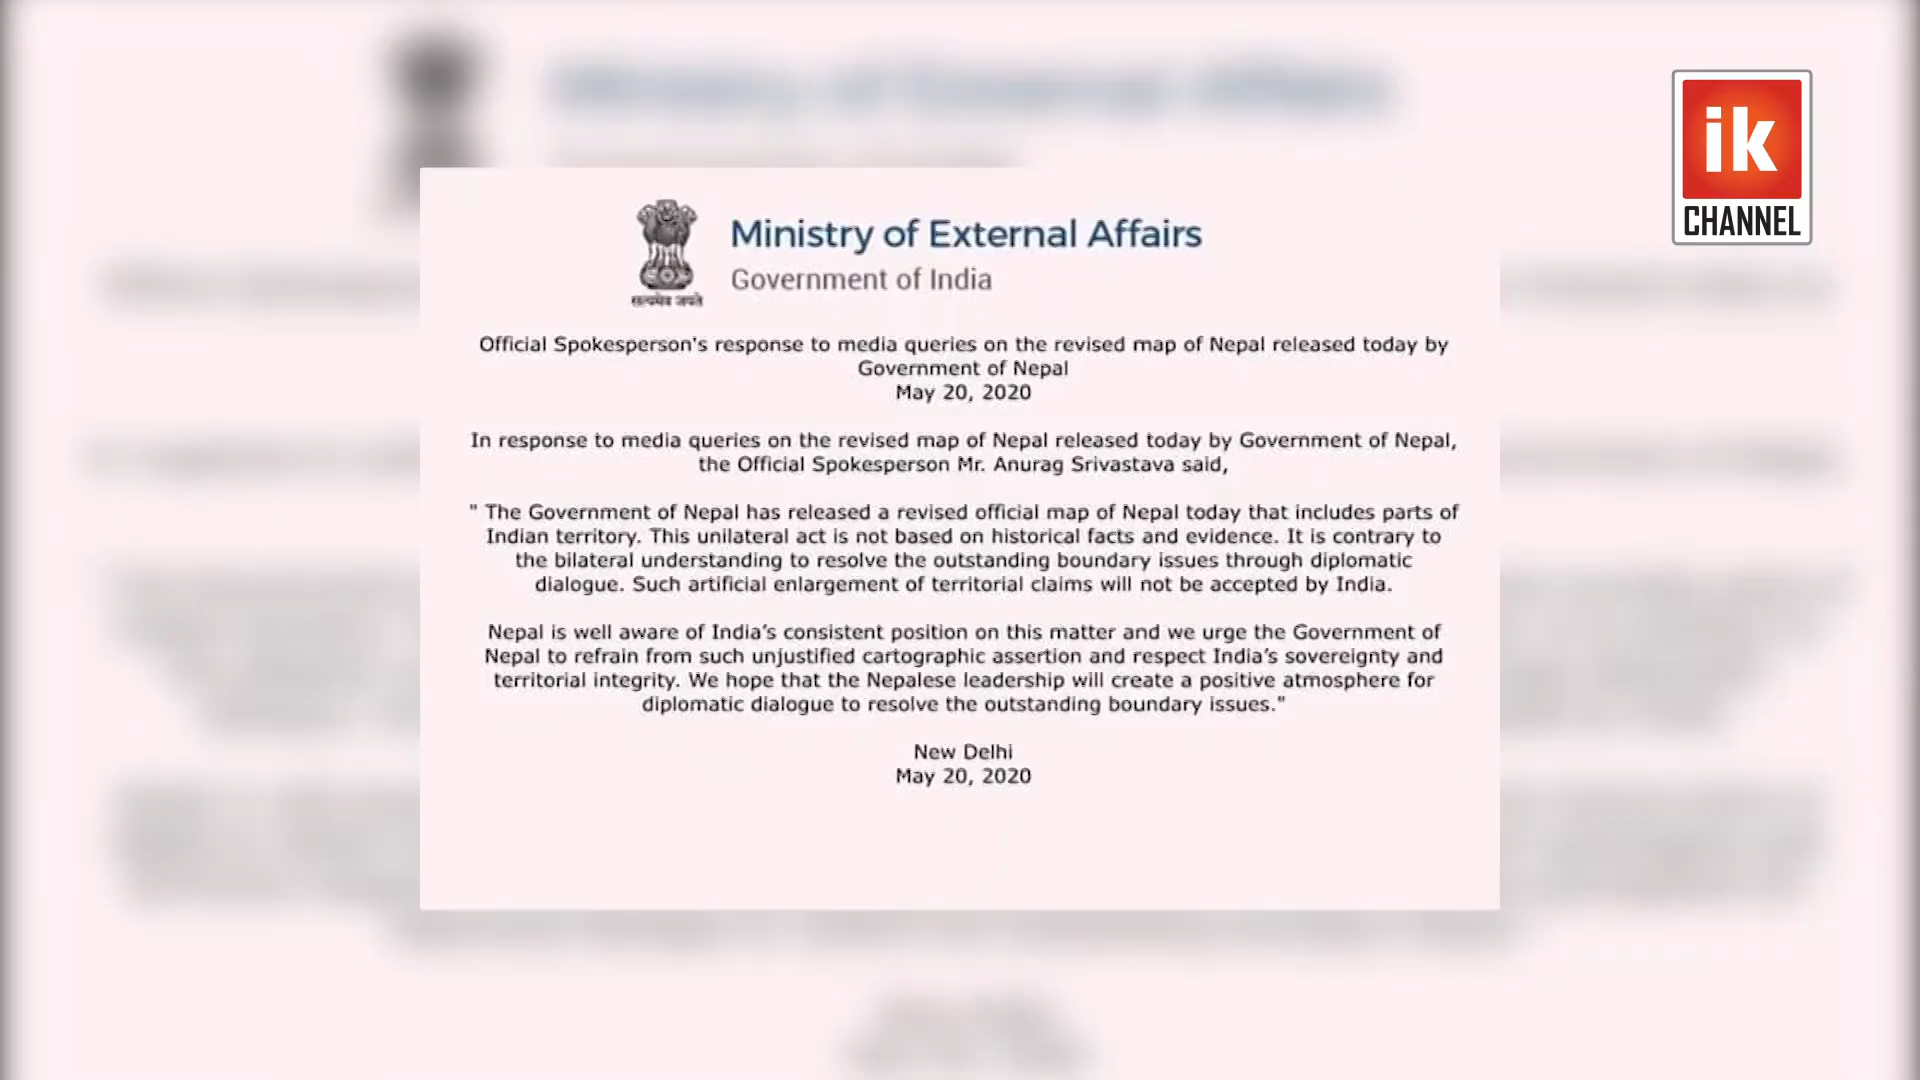 ik
CHANNEL
सत्यमेव जयते
Ministry of External Affairs
Government of India
Official Spokesperson's response to media queries on the revised map of Nepal released today by
Government of Nepal
May 20, 2020
In response to media queries on the revised map of Nepal released today by Government of Nepal,
the Official Spokesperson Mr. Anurag Srivastava said,
" The Government of Nepal has released a revised official map of Nepal today that includes parts of
Indian territory. This unilateral act is not based on historical facts and evidence. It is contrary to
the bilateral understanding to resolve the outstanding boundary issues through diplomatic
dialogue. Such artificial enlargement of territorial claims will not be accepted by India.
Nepal is well aware of India’s consistent position on this matter and we urge the Government of
Nepal to refrain from such unjustified cartographic assertion and respect India’s sovereignty and
territorial integrity. We hope that the Nepalese leadership will create a positive atmosphere for
diplomatic dialogue to resolve the outstanding boundary issues."
New Delhi
May 20, 2020